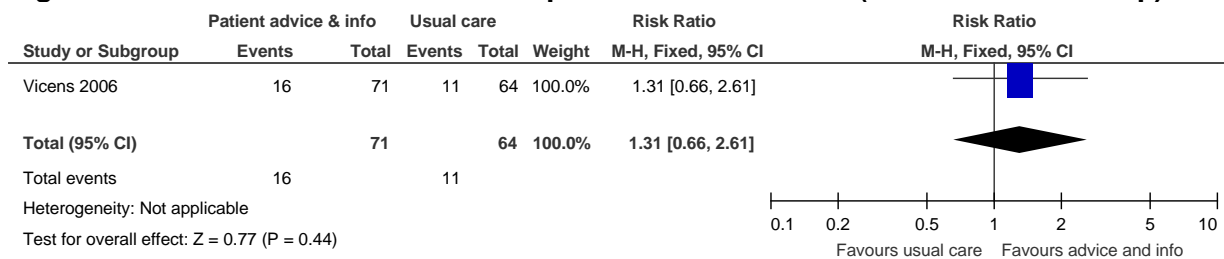 Patient advice & info Usual care Risk Ratio Risk Ratio
Study or Subgroup Events Total Events Total Weight M-H, Fixed, 95% CI M-H, Fixed, 95% CI
Vicens 2006 16 71 11 64 100.0% 1.31 [0.66, 2.61]
Total (95% CI) 71 64 100.0% 1.31 [0.66, 2.61]
Total events 16 11
Heterogeneity: Not applicable
Test for overall effect: Z = 0.77 (P = 0.44)
0.1 0.2 0.5 1 2 5 10
Favours usual care Favours advice and info